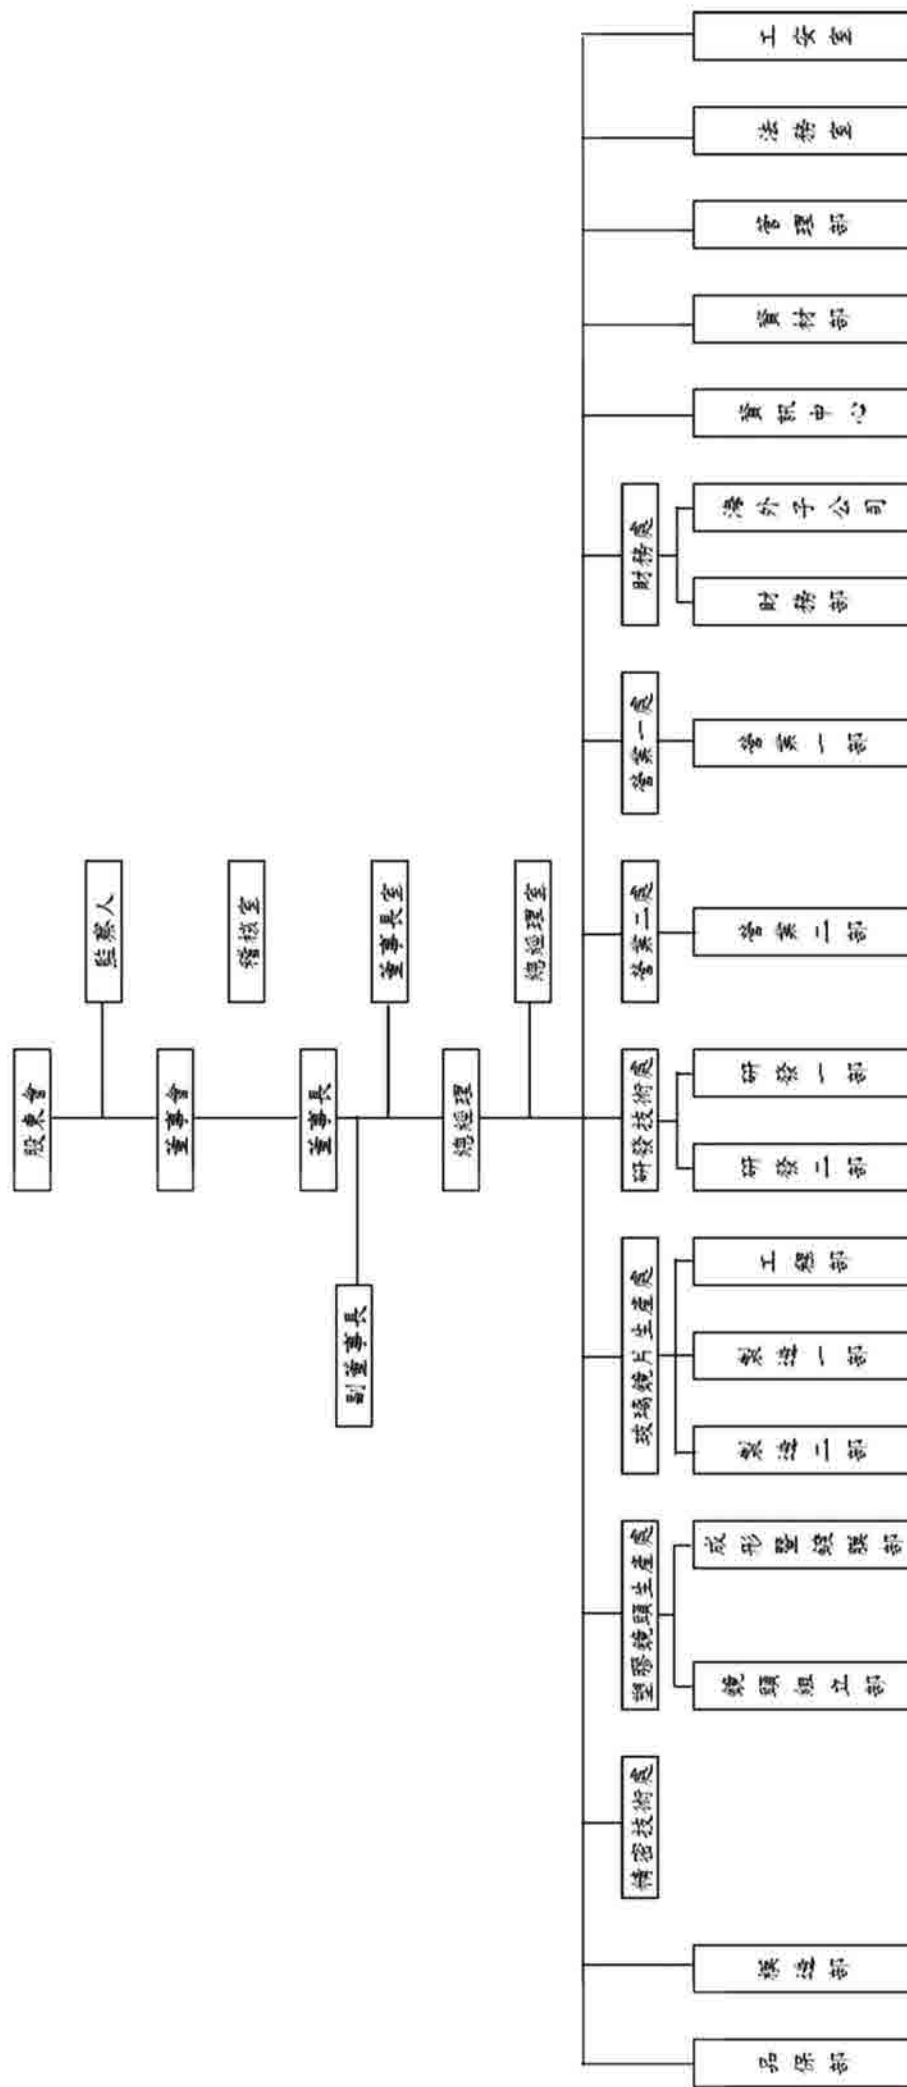 股東會
監察人
董事會
稽核室
董事長
副董事長
董事長室
總經理
總經理室
品保部
模造部
精密技術處
塑膠鏡頭生產處
鏡頭組立部
成形暨鍍膜部
玻璃鏡片生產處
製造二部
製造一部
工務部
研發技術處
研發二部
研發一部
營業二處
營業二部
營業一處
營業一部
財務處
財務部
海外子公司
資訊中心
資材部
管理部
法務室
工安室